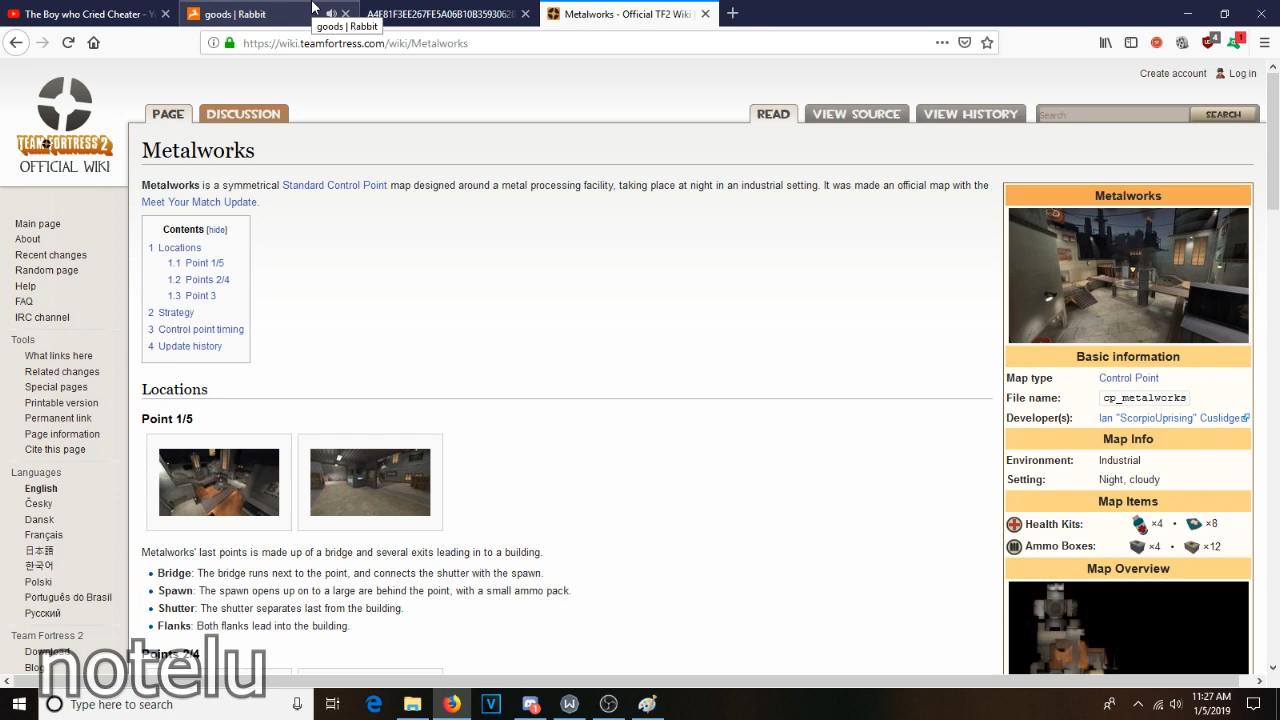 The Boy who Cried Cheater -
goods | Rabbit
A4F81F3EE267FE5A06B10B3593062
Metalworks - Official TF2 Wiki
goods | Rabbit
https://wiki.teamfortress.com/wiki/Metalworks
4
1
Create account Log in
TEAM FORTRESS 2
OFFICIAL WIKI
PAGE DISCUSSION READ VIEW SOURCE VIEW HISTORY Search SEARCH
Metalworks
Metalworks is a symmetrical Standard Control Point map designed around a metal processing facility, taking place at night in an industrial setting. It was made an official map with the
Meet Your Match Update.
Contents [hide]
1 Locations
1.1 Point 1/5
1.2 Points 2/4
1.3 Point 3
2 Strategy
3 Control point timing
4 Update history
Locations
Point 1/5
Metalworks' last points is made up of a bridge and several exits leading in to a building.
Bridge: The bridge runs next to the point, and connects the shutter with the spawn.
Spawn: The spawn opens up on to a large are behind the point, with a small ammo pack.
Shutter: The shutter separates last from the building.
Flanks: Both flanks lead into the building.
Points 2/4
Main page
About
Recent changes
Random page
Help
FAQ
IRC channel
Tools
What links here
Related changes
Special pages
Printable version
Permanent link
Page information
Cite this page
Languages
English
Česky
Dansk
Français
日本語
한국어
Polski
Português do Brasil
Русский
Team Fortress 2
Download
Blog
Metalworks
Basic information
Map type Control Point
File name: cp_metalworks
Developer(s): Ian "ScorpioUprising" Cuslidge
Map Info
Environment: Industrial
Setting: Night, cloudy
Map Items
Health Kits: ×4 • ×8
Ammo Boxes: ×4 • ×12
Map Overview
notelu
Type here to search
11:27 AM
1/5/2019